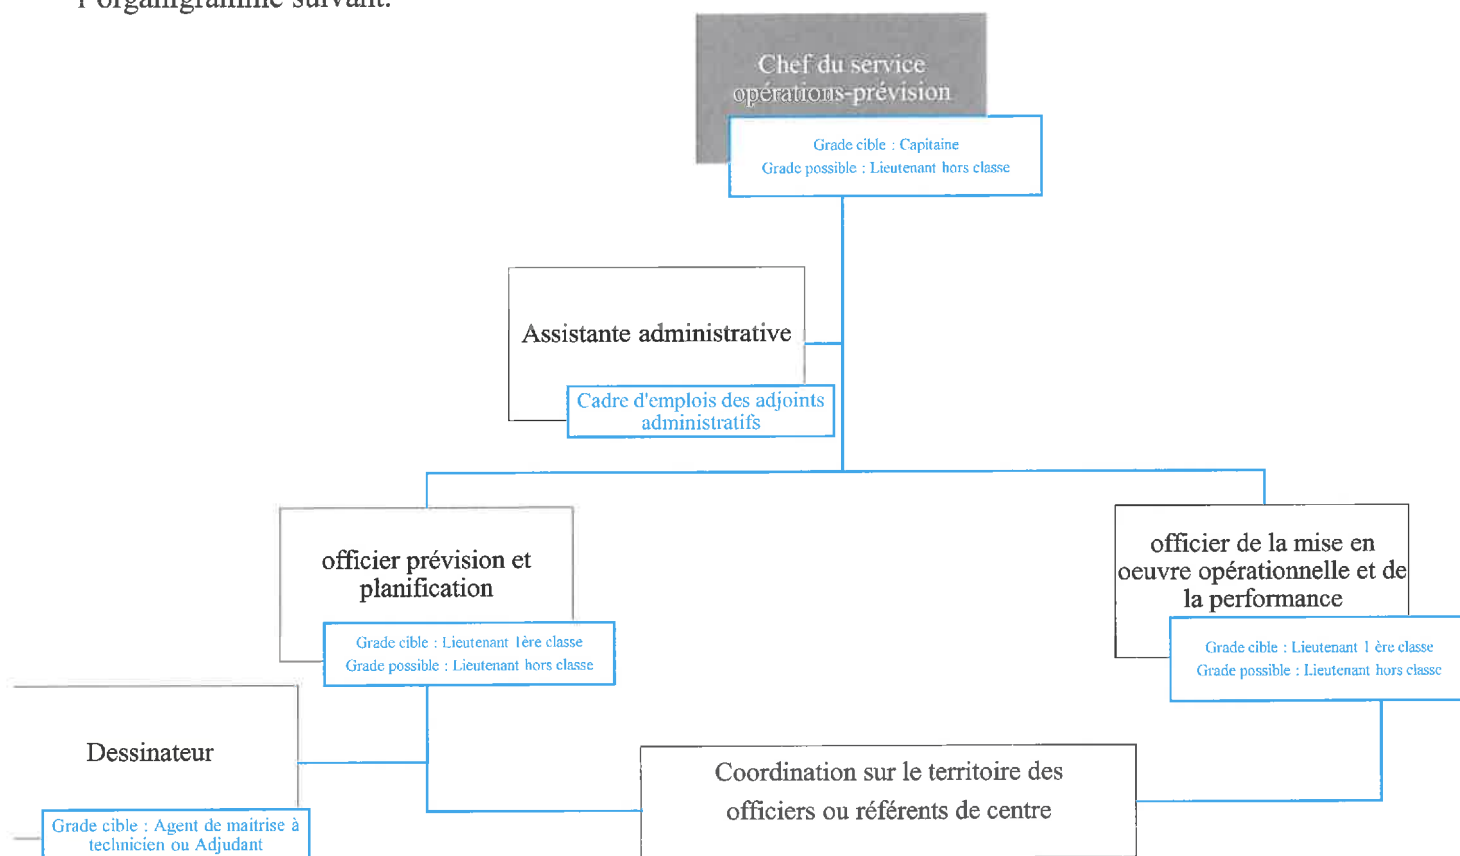 l'organigramme suivant:
Chef du service
opérations-prévision
Grade cible : Capitaine
Grade possible : Lieutenant hors classe
Assistante administrative
Cadre d'emplois des adjoints
administratifs
officier prévision et
planification
Grade cible : Lieutenant 1ère classe
Grade possible : Lieutenant hors classe
officier de la mise en
oeuvre opérationnelle et de
la performance
Grade cible : Lieutenant 1 ère classe
Grade possible : Lieutenant hors classe
Dessinateur
Grade cible : Agent de maitrise à
technicien ou Adjudant
Coordination sur le territoire des
officiers ou référents de centre